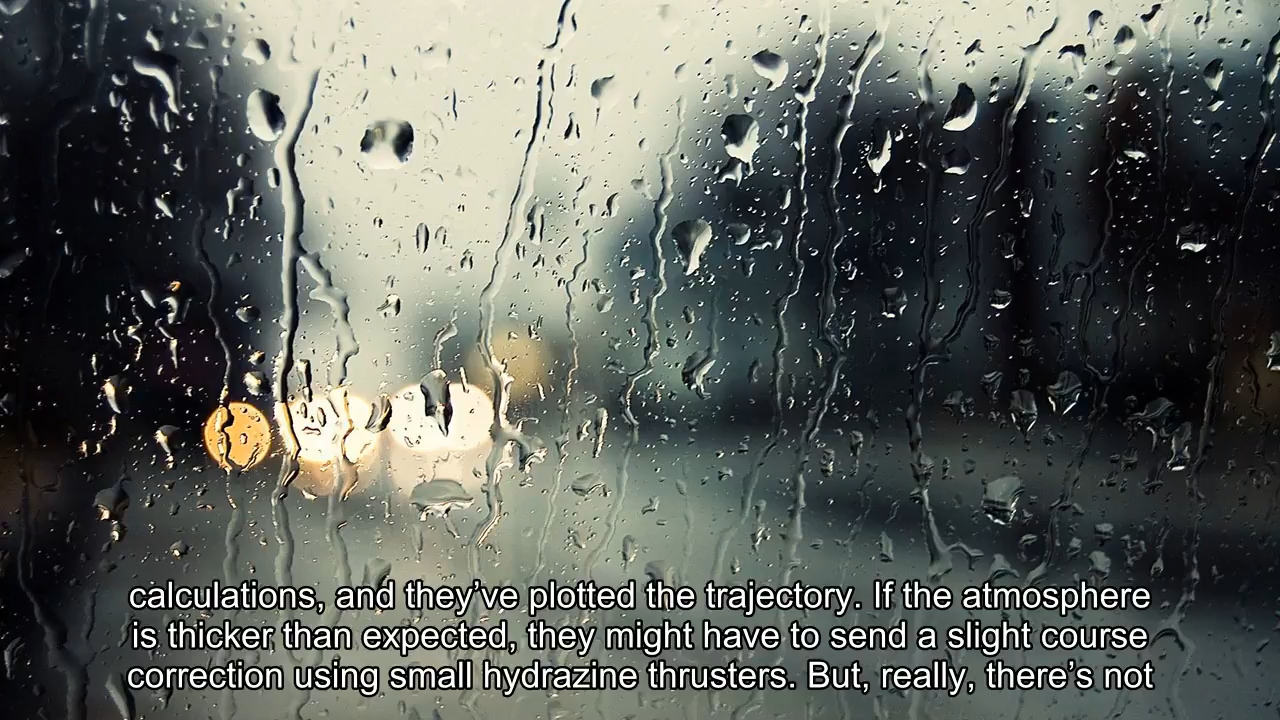 calculations, and they’ve plotted the trajectory. If the atmosphere
is thicker than expected, they might have to send a slight course
correction using small hydrazine thrusters. But, really, there’s not